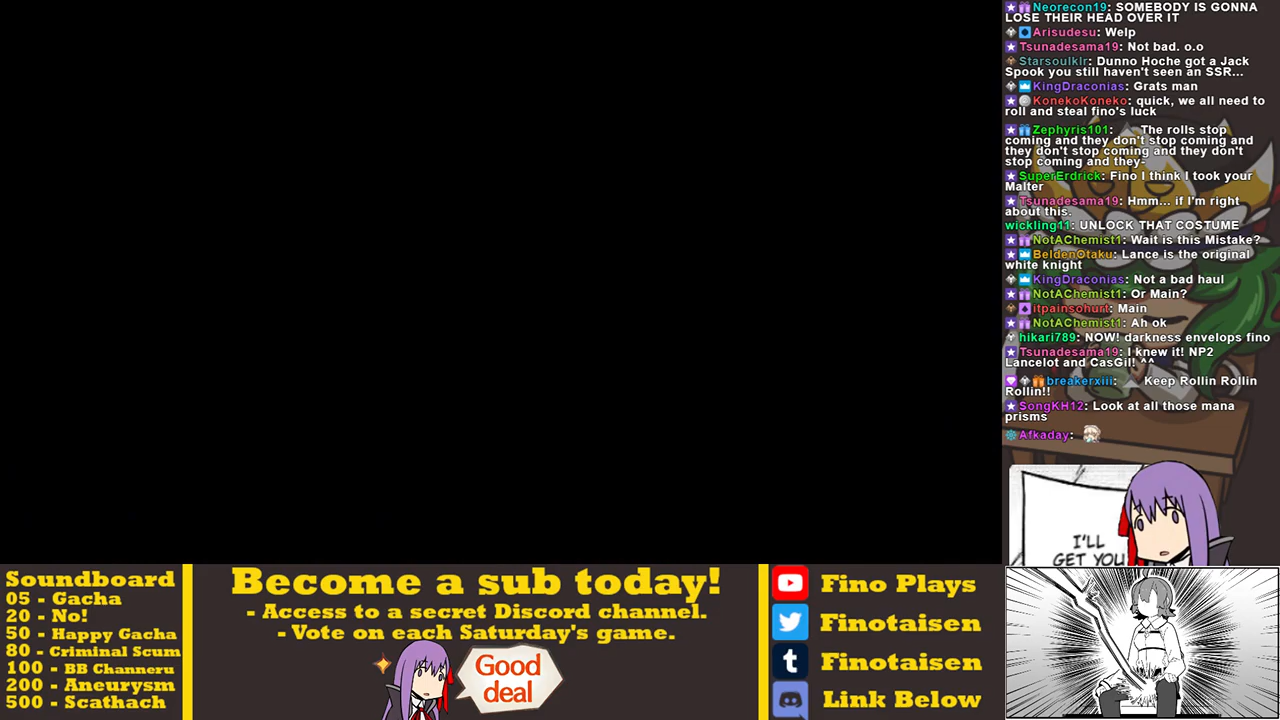 Neorecon19: SOMEBODY IS GONNA
LOSE THEIR HEAD OVER IT
Arisudesu: Welp
Tsunadesama19: Not bad. o.o
Starsoulklr: Dunno Hoche got a Jack
Spook you still haven't seen an SSR...
KingDraconias: Grats man
KonekoKoneko: quick, we all need to
roll and steal fino's luck
Zephyris101: The rolls stop
coming and they don't stop coming and
they don't stop coming and they don't
stop coming and they-
SuperErdrick: Fino I think I took your
Malter
Tsunadesama19: Hmm... if I'm right
about this.
wickling11: UNLOCK THAT COSTUME
NotAChemist1: Wait is this Mistake?
BeldenOtaku: Lance is the original
white knight
KingDraconias: Not a bad haul
NotAChemist1: Or Main?
itpainsohurt: Main
NotAChemist1: Ah ok
hikari789: NOW! darkness envelops fino
Tsunadesama19: I knew it! NP2
Lancelot and CasGil! ^^
breakerxiii: Keep Rollin Rollin
Rollin!!
SongKH12: Look at all those mana
prisms
Afkaday:
I'LL
GET YOU
Soundboard
05 - Gacha
20 - No!
50 - Happy Gacha
80 - Criminal Scum
100 - BB Channeru
200 - Aneurysm
500 - Scathach
Become a sub today!
- Access to a secret Discord channel.
- Vote on each Saturday's game.
Good
deal
Fino Plays
Finotaisen
Finotaisen
Link Below